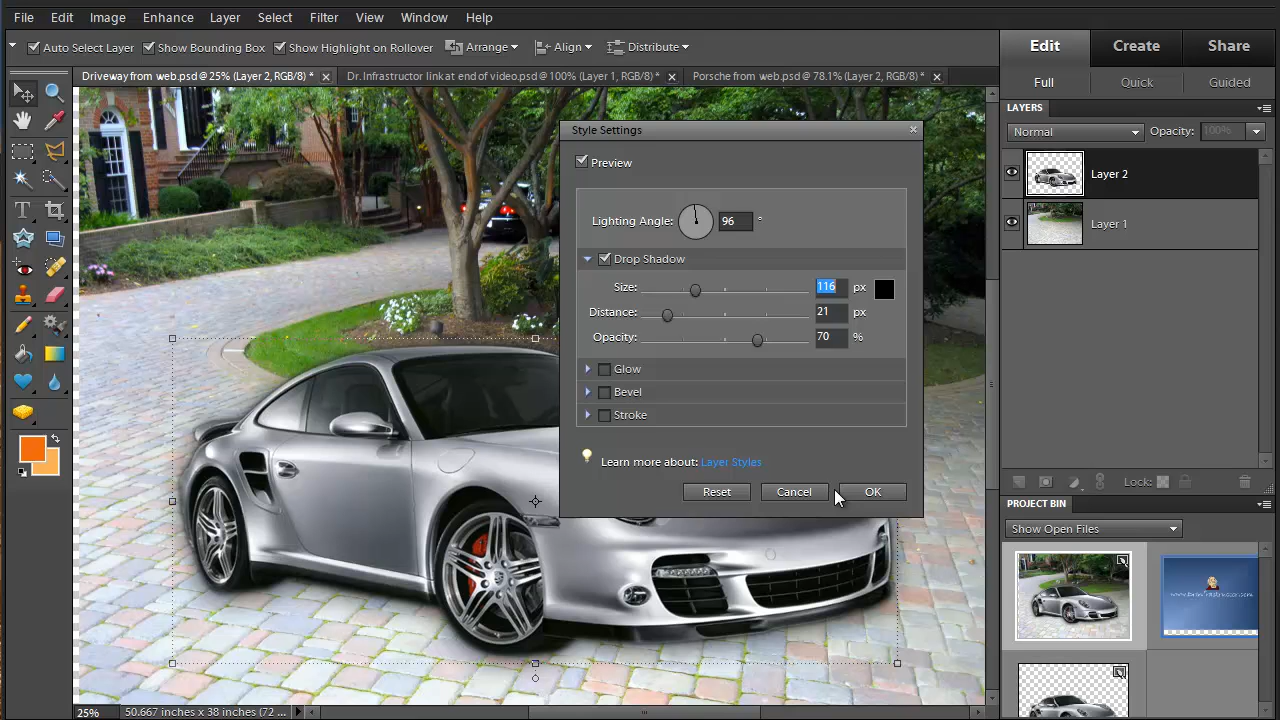 File Edit Image Enhance Layer Select Filter View Window Help
Auto Select Layer Show Bounding Box Show Highlight on Rollover Arrange Align Distribute
Edit Create Share
Full Quick Guided
Driveway from web.psd @ 25% (Layer 2, RGB/8) * Dr. Infrastructor link at end of video.psd @ 100% (Layer 1, RGB/8) * Porsche from web.psd @ 78.1% (Layer 2, RGB/8) *
LAYERS
Normal Opacity: 100%
Layer 2
Layer 1
Style Settings
Preview
Lighting Angle: 96 °
Drop Shadow
Size: 116 px
Distance: 21 px
Opacity: 70 %
Glow
Bevel
Stroke
Learn more about: Layer Styles
Reset Cancel OK
Lock:
PROJECT BIN
Show Open Files
25% 50.667 inches x 38 inches (72 ...